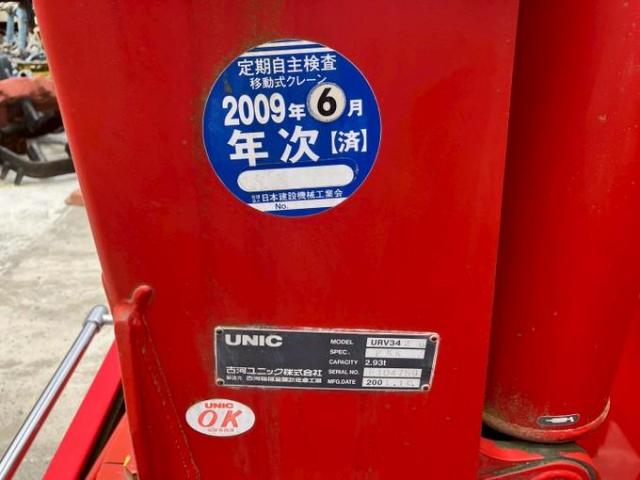 定期自主検査
移動式クレーン
2009年 6 月
年次【済】
日本建設機械工業会
No.
UNIC
古河ユニック株式会社
MODEL URV34
SPEC.
CAPACITY 2.93t
SERIAL NO.
MFG.DATE 200
UNIC
OK